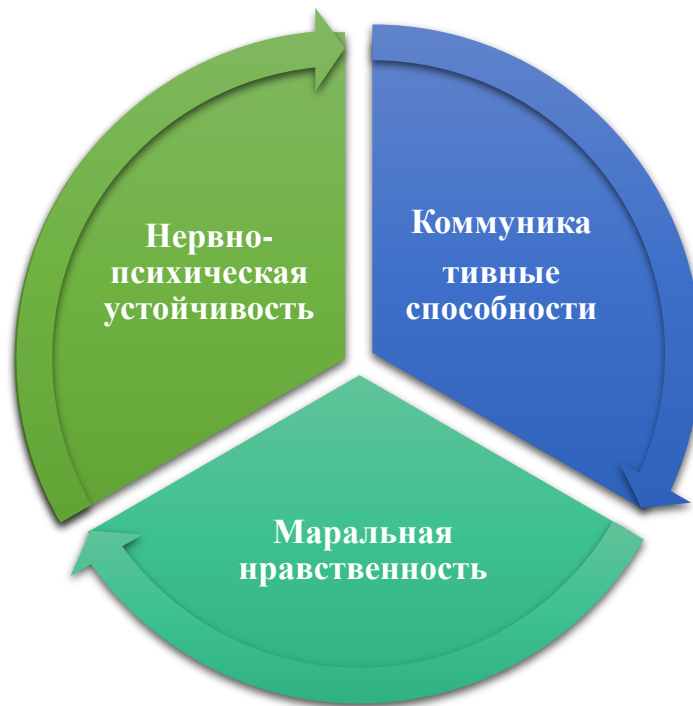 Нервно-
психическая
устойчивость
Коммуника
тивные
способности
Маральная
нравственность